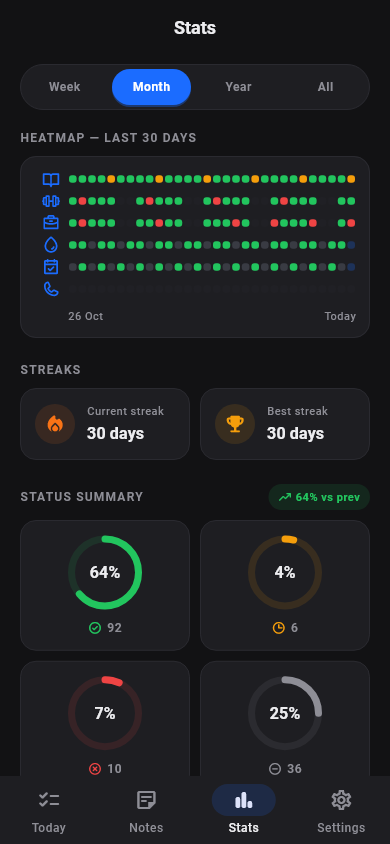 Stats
Week Month Year All
HEATMAP — LAST 30 DAYS
26 Oct Today
STREAKS
Current streak
30 days
Best streak
30 days
STATUS SUMMARY
64% vs prev
64%
92
4%
6
7%
10
25%
36
Today Notes Stats Settings